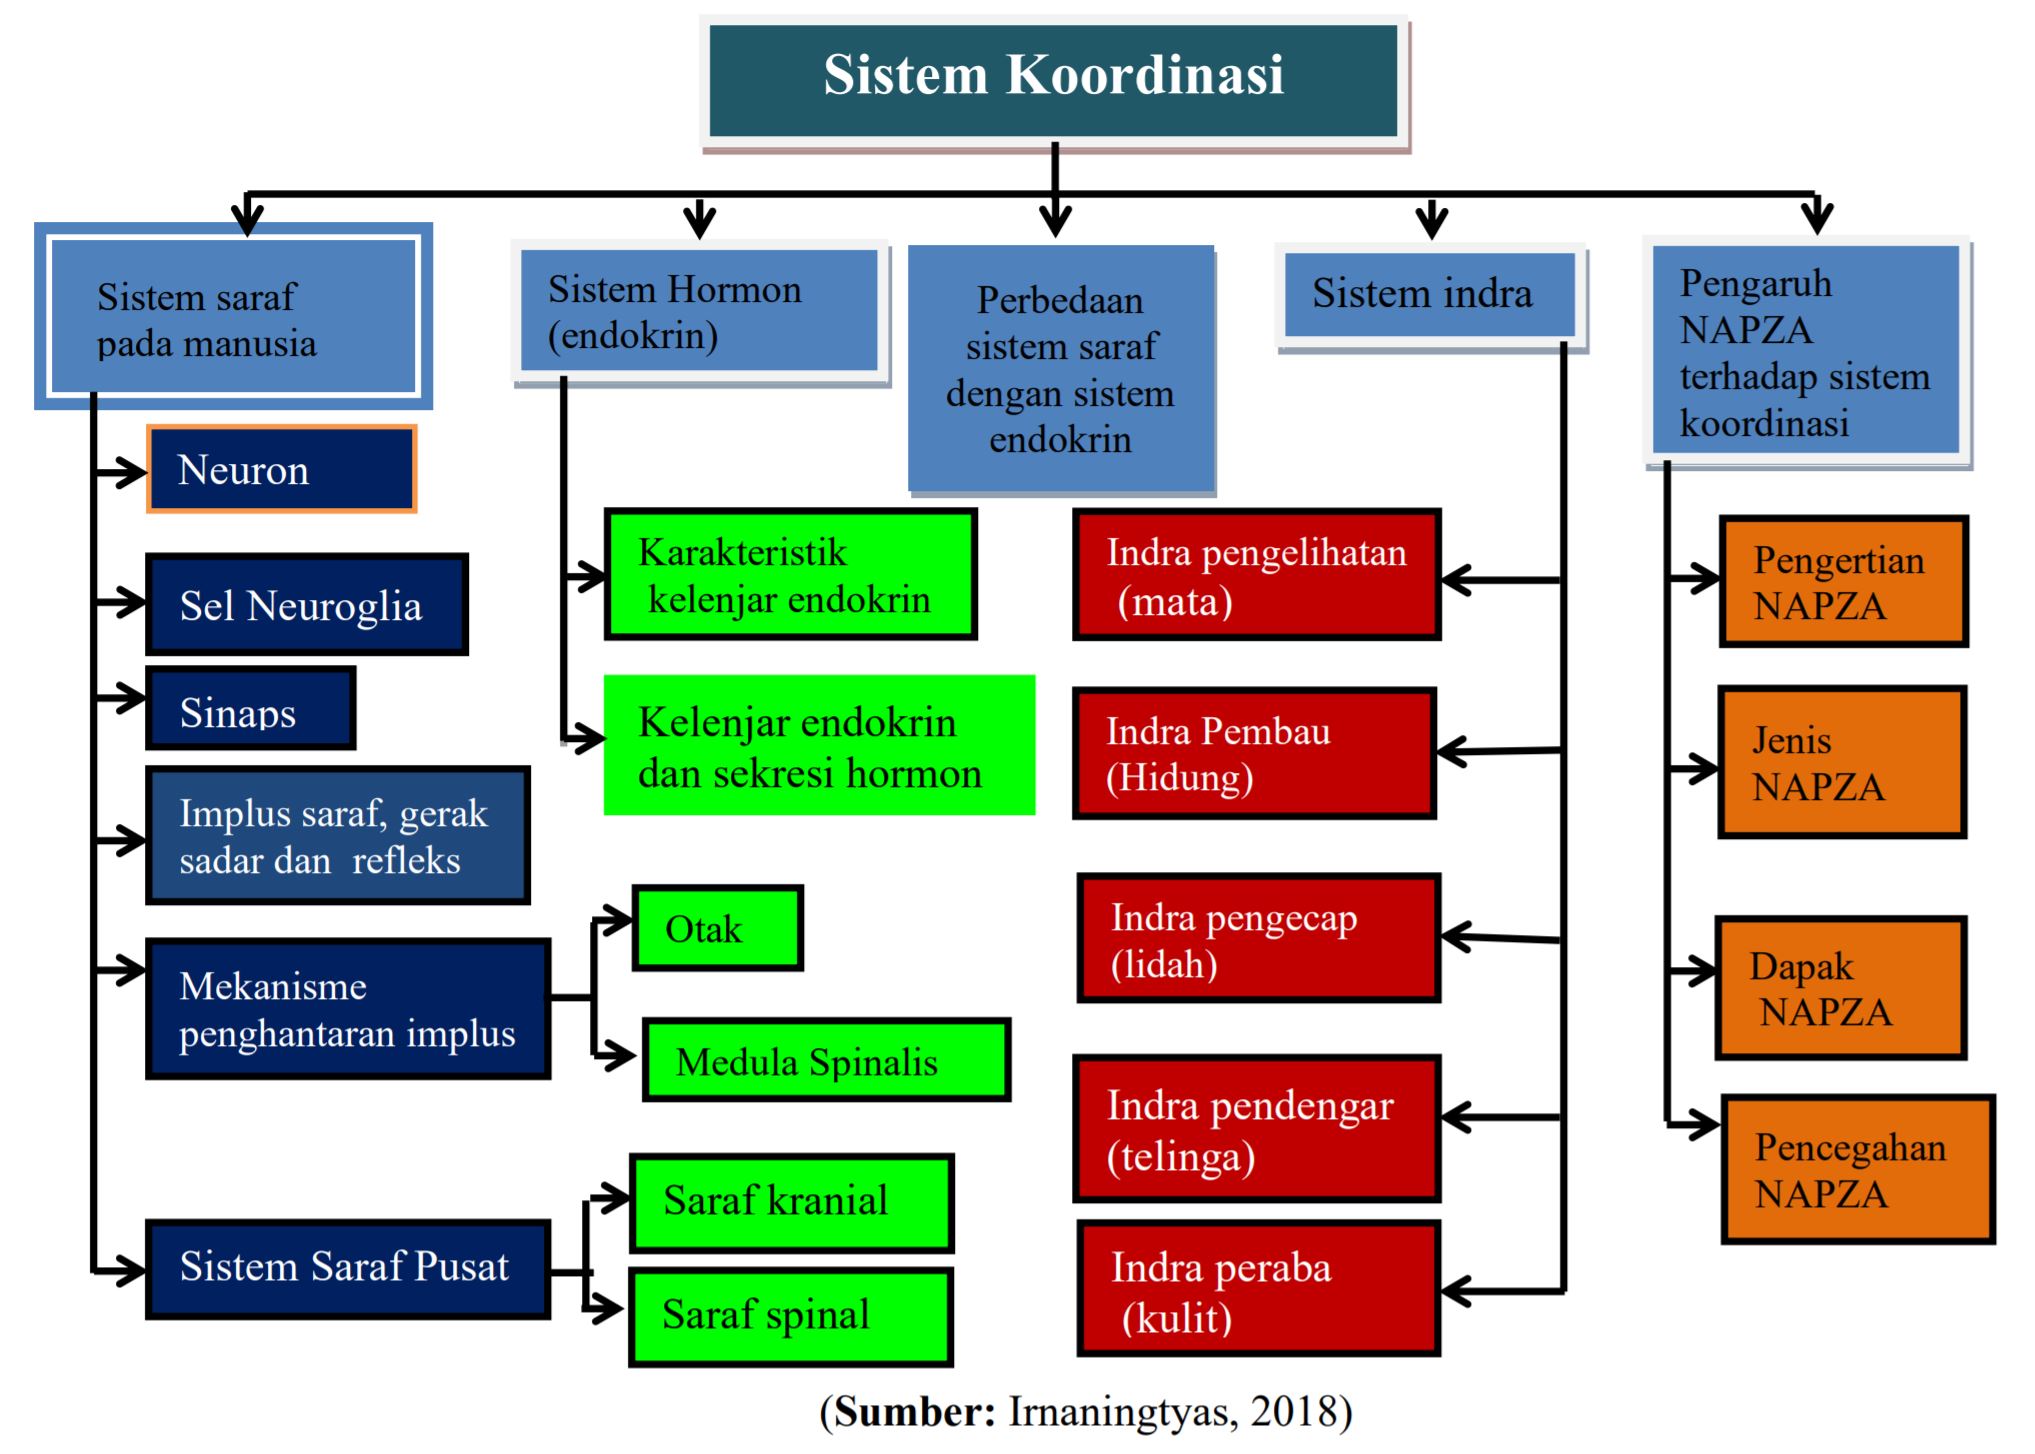 Sistem Koordinasi
Sistem saraf
pada manusia
Sistem Hormon
(endokrin)
Perbedaan
sistem saraf
dengan sistem
endokrin
Sistem indra
Pengaruh
NAPZA
terhadap sistem
koordinasi
Neuron
Sel Neuroglia
Sinaps
Implus saraf, gerak
sadar dan refleks
Mekanisme
penghantaran implus
Sistem Saraf Pusat
Karakteristik
kelenjar endokrin
Kelenjar endokrin
dan sekresi hormon
Otak
Medula Spinalis
Saraf kranial
Saraf spinal
Indra pengelihatan
(mata)
Indra Pembau
(Hidung)
Indra pengecap
(lidah)
Indra pendengar
(telinga)
Indra peraba
(kulit)
Pengertian
NAPZA
Jenis
NAPZA
Dapak
NAPZA
Pencegahan
NAPZA
(Sumber: Irnaningtyas, 2018)